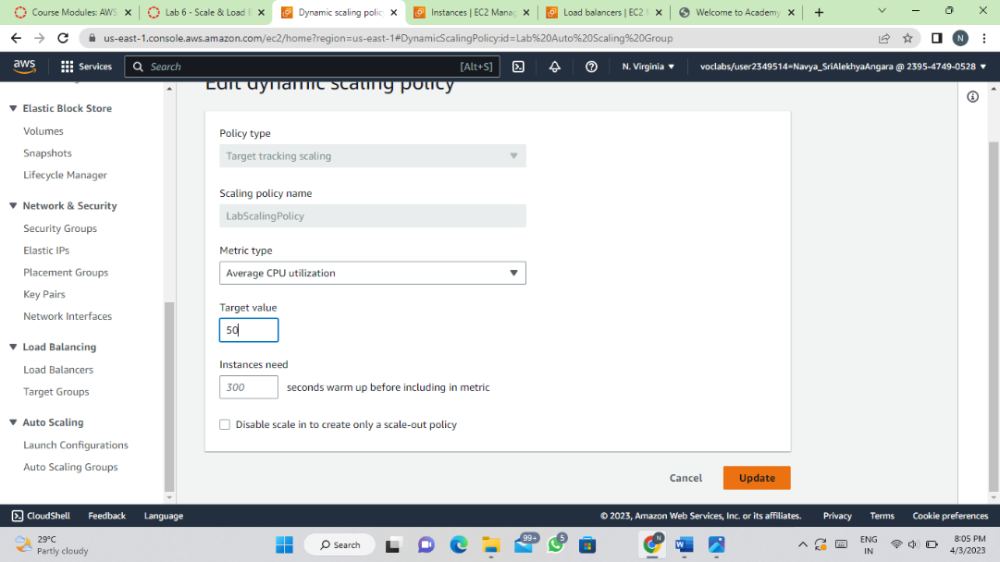 Course Modules: AWS
Lab 6 - Scale & Load B
Dynamic scaling polic
Instances | EC2 Manag
Load balancers | EC2 M
Welcome to Academy
us-east-1.console.aws.amazon.com/ec2/home?region=us-east-1#DynamicScalingPolicy:id=Lab%20Auto%20Scaling%20Group
N
aws
Services
Search
[Alt+S]
N. Virginia
voclabs/user2349514=Navya_SriAlekhyaAngara @ 2395-4749-0528
Edit dynamic scaling policy
Elastic Block Store
Volumes
Snapshots
Lifecycle Manager
Network & Security
Security Groups
Elastic IPs
Placement Groups
Key Pairs
Network Interfaces
Load Balancing
Load Balancers
Target Groups
Auto Scaling
Launch Configurations
Auto Scaling Groups
Policy type
Target tracking scaling
Scaling policy name
LabScalingPolicy
Metric type
Average CPU utilization
Target value
50
Instances need
300 seconds warm up before including in metric
Disable scale in to create only a scale-out policy
Cancel
Update
CloudShell
Feedback
Language
© 2023, Amazon Web Services, Inc. or its affiliates.
Privacy
Terms
Cookie preferences
29°C
Partly cloudy
Search
99+
5
N
ENG
IN
8:05 PM
4/3/2023